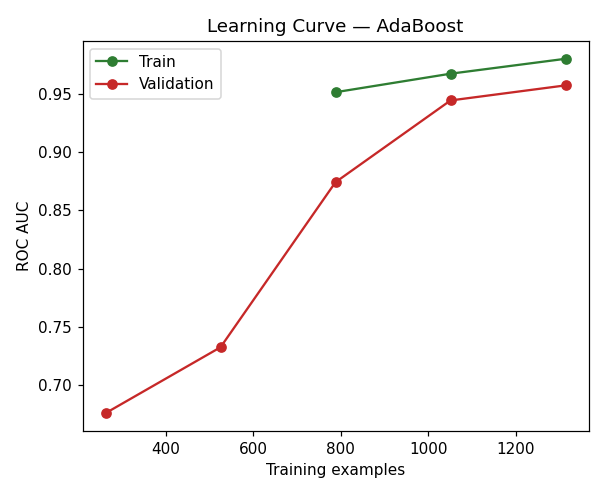 Learning Curve — AdaBoost
Train
Validation
ROC AUC
0.95
0.90
0.85
0.80
0.75
0.70
400 600 800 1000 1200
Training examples